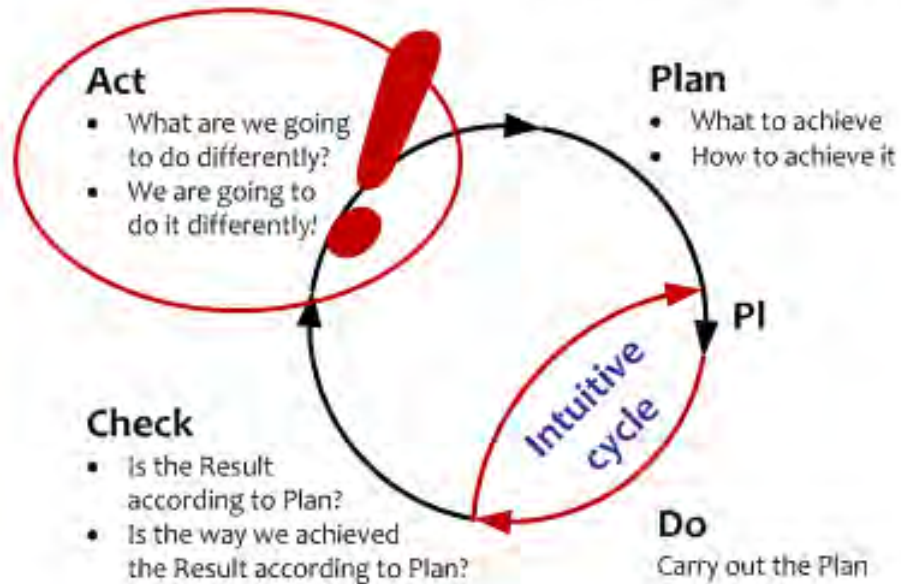 Act
• What are we going
to do differently?
• We are going to
do it differently!
Plan
• What to achieve
• How to achieve it
Pl
Intuitive
cycle
Check
• Is the Result
according to Plan?
• Is the way we achieved
the Result according to Plan?
Do
Carry out the Plan